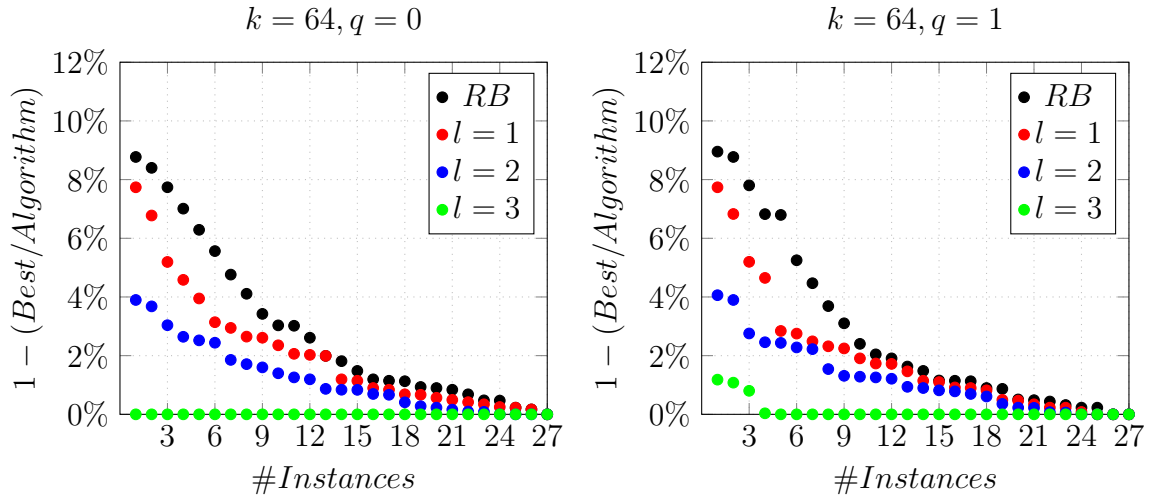 k = 64, q = 0
12%
10%
8%
6%
4%
2%
0%
1 − (Best/Algorithm)
RB
l = 1
l = 2
l = 3
3 6 9 12 15 18 21 24 27
#Instances
k = 64, q = 1
12%
10%
8%
6%
4%
2%
0%
1 − (Best/Algorithm)
RB
l = 1
l = 2
l = 3
3 6 9 12 15 18 21 24 27
#Instances